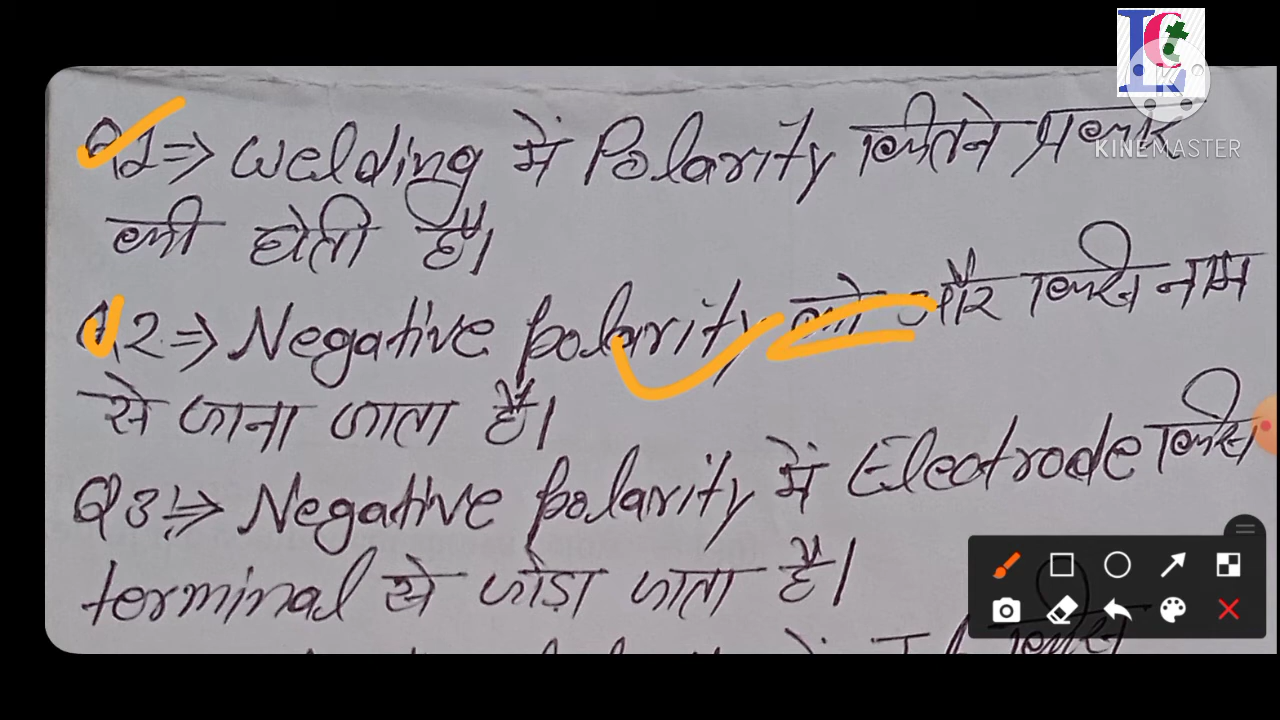 KINEMASTER
Q1⇒ Welding में Polarity कितने प्रकार
की होती है।
Q2⇒ Negative polarity को और किस नाम
से जाना जाता है।
Q3⇒ Negative polarity में Electrode किस
terminal से जोड़ा जाता है।